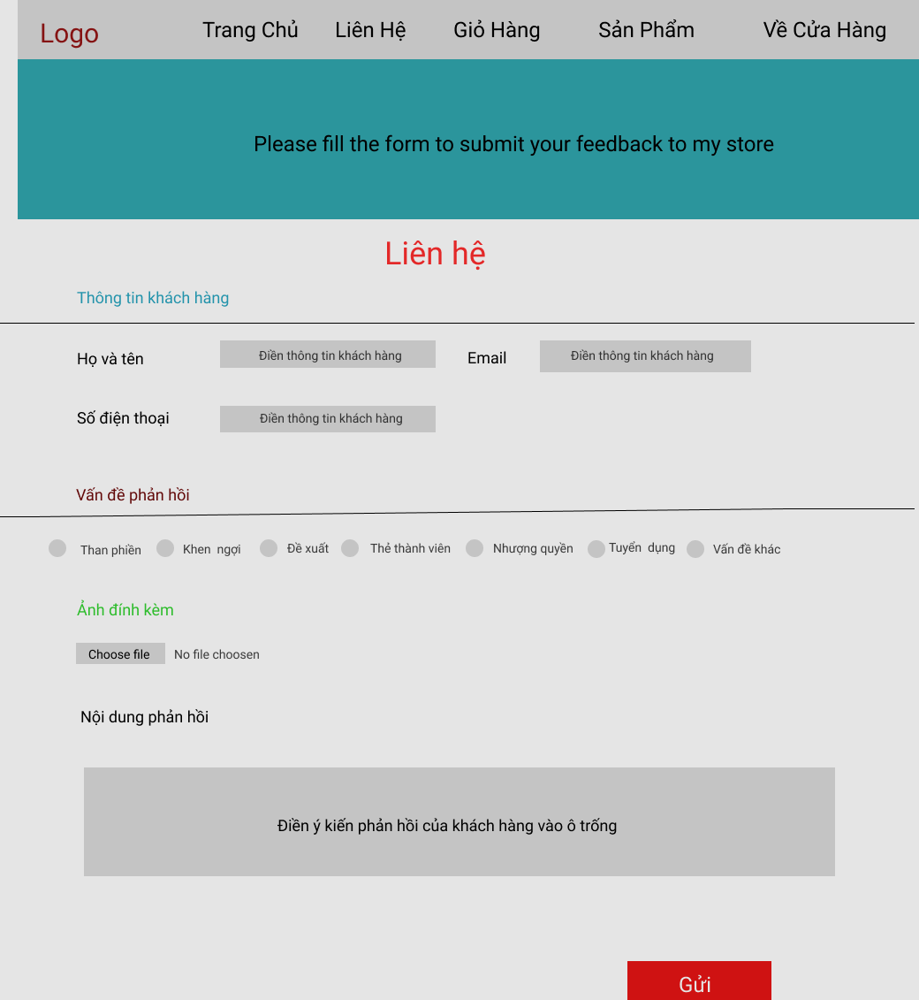 Logo Trang Chủ Liên Hệ Giỏ Hàng Sản Phẩm Về Cửa Hàng
Please fill the form to submit your feedback to my store
Liên hệ
Thông tin khách hàng
Họ và tên Điền thông tin khách hàng Email Điền thông tin khách hàng
Số điện thoại Điền thông tin khách hàng
Vấn đề phản hồi
Than phiền Khen ngợi Đề xuất Thẻ thành viên Nhượng quyền Tuyển dụng Vấn đề khác
Ảnh đính kèm
Choose file No file choosen
Nội dung phản hồi
Điền ý kiến phản hồi của khách hàng vào ô trống
Gửi